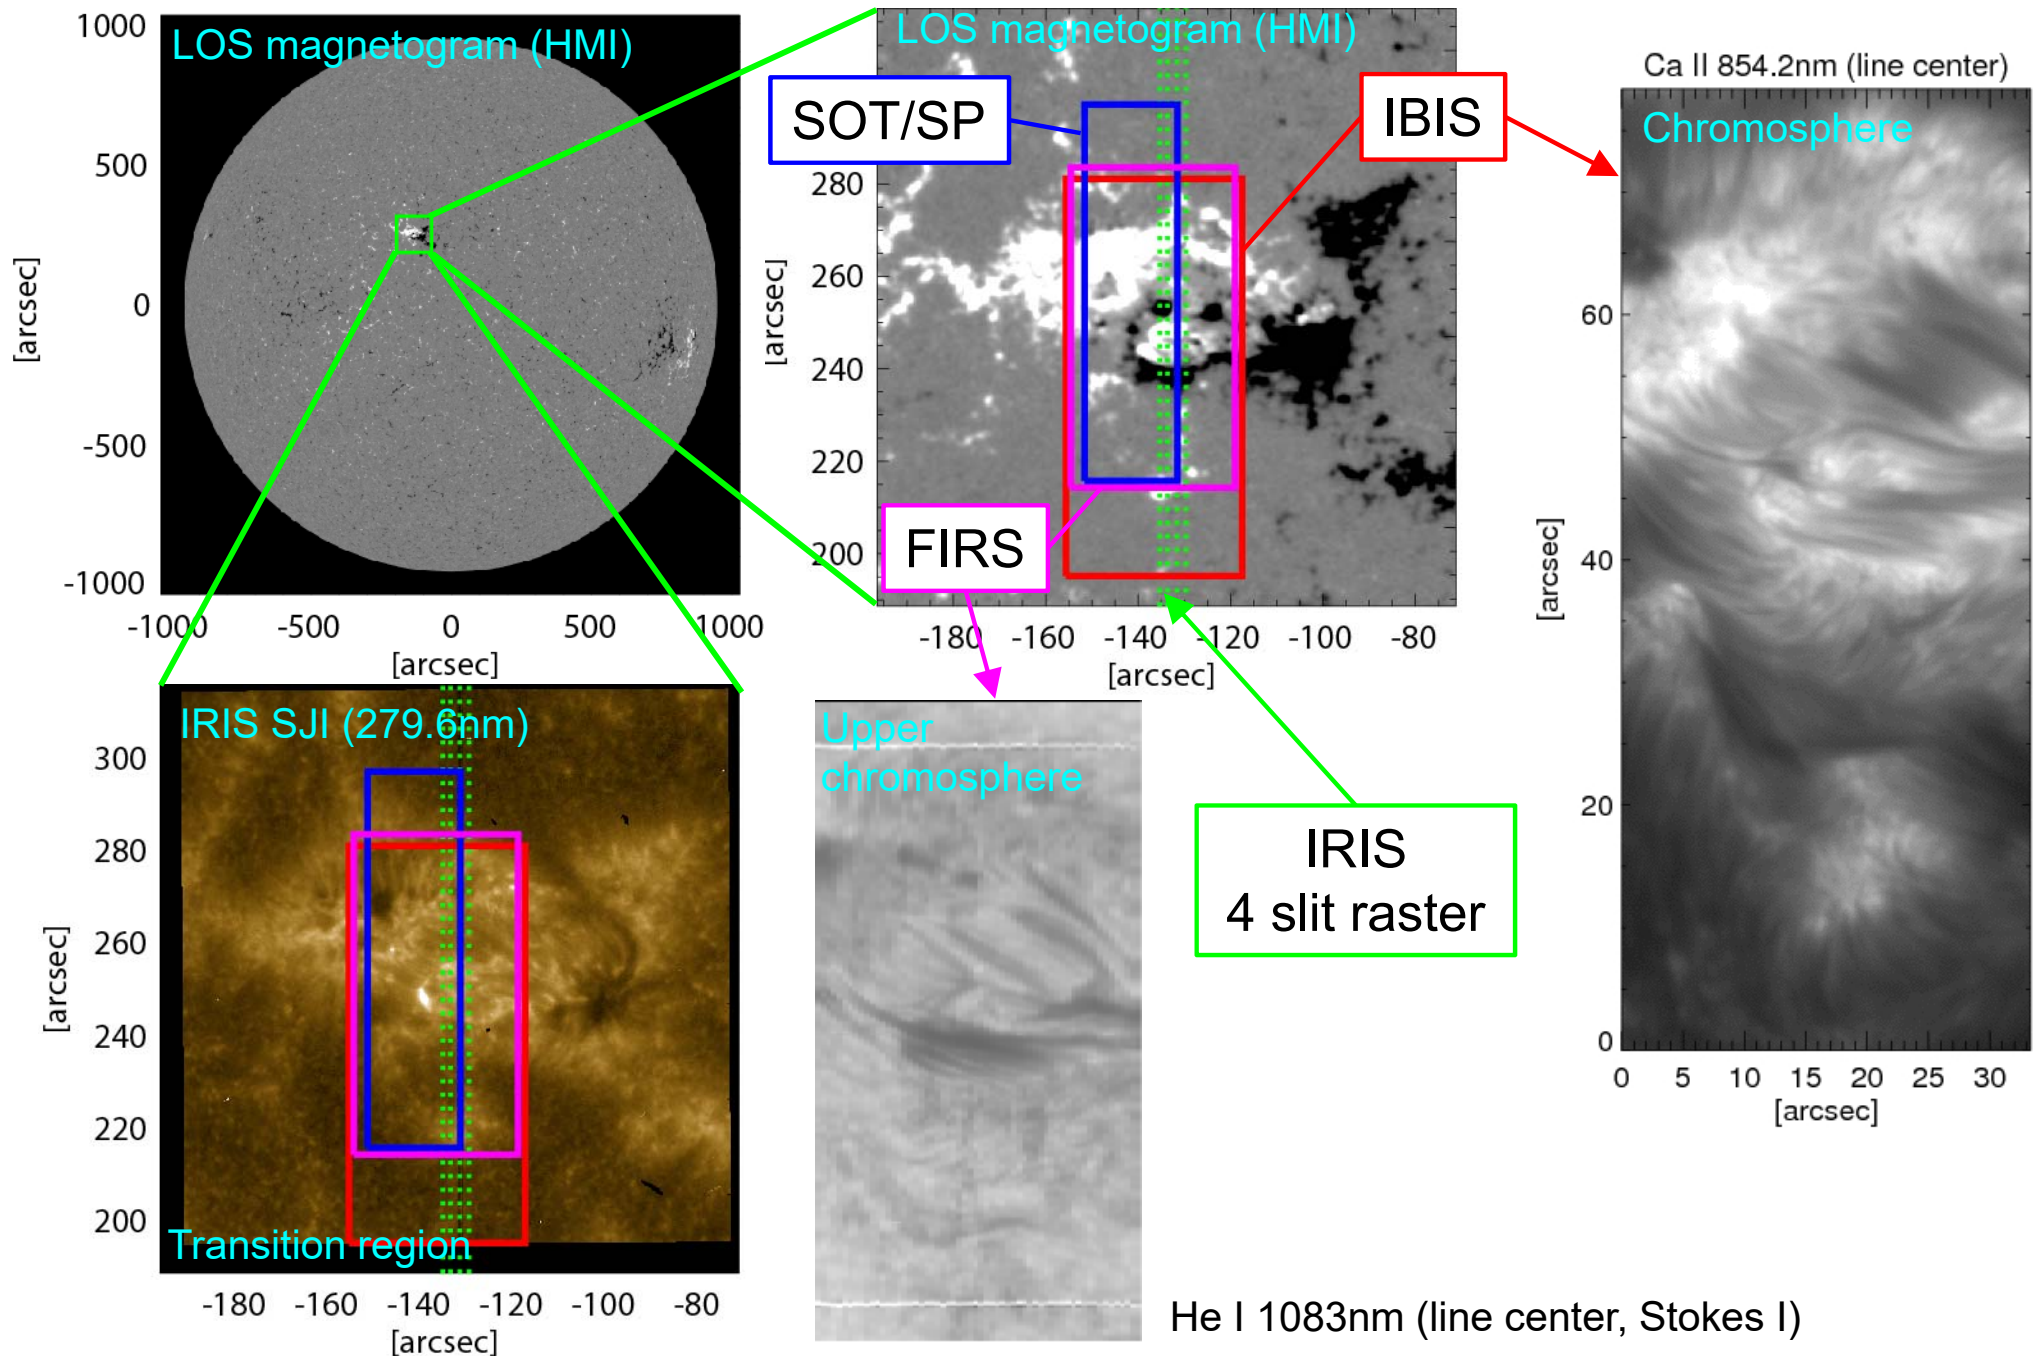 LOS magnetogram (HMI)
1000
500
0
-500
-1000
[arcsec]
-1000 -500 0 500 1000
[arcsec]
LOS magnetogram (HMI)
SOT/SP
IBIS
FIRS
280
260
240
220
200
[arcsec]
-180 -160 -140 -120 -100 -80
[arcsec]
Ca II 854.2nm (line center)
Chromosphere
60
40
20
0
[arcsec]
0 5 10 15 20 25 30
[arcsec]
IRIS SJI (279.6nm)
300
280
260
240
220
200
[arcsec]
Transition region
-180 -160 -140 -120 -100 -80
[arcsec]
Upper
chromosphere
IRIS
4 slit raster
He I 1083nm (line center, Stokes I)